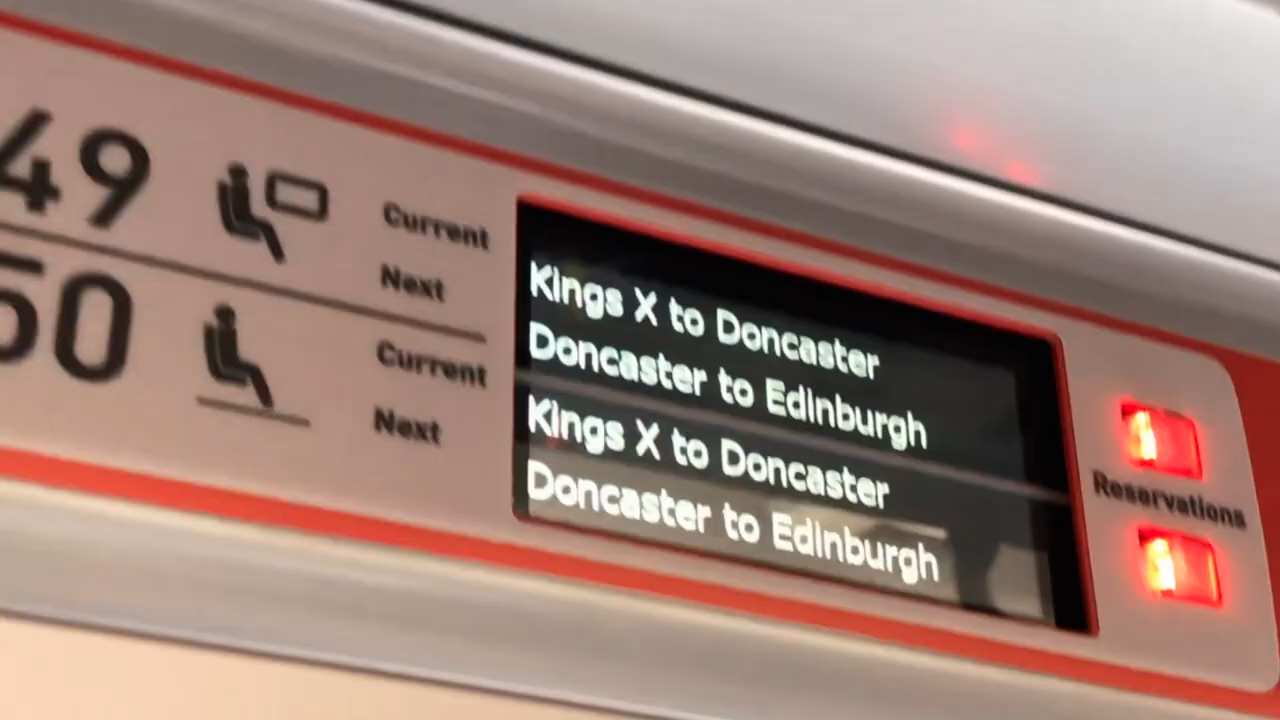 49
Current
Next
Kings X to Doncaster
Doncaster to Edinburgh
50
Current
Next
Kings X to Doncaster
Doncaster to Edinburgh
Reservations